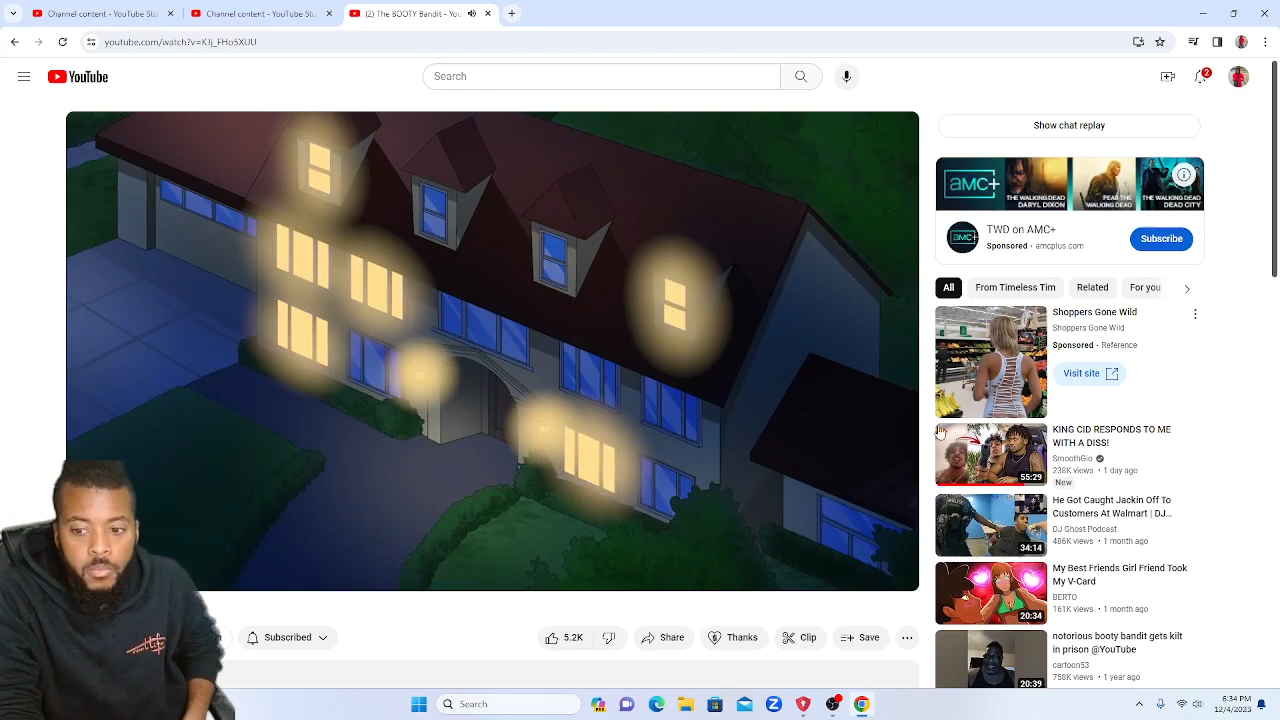 Channel content - YouTube Stu
Channel content - YouTube Stu
(2) The BOOTY Bandit - You
youtube.com/watch?v=KIj_FHo5XUU
YouTube
Search
2
Show chat replay
aMC+
THE WALKING DEAD
DARYL DIXON
FEAR THE
WALKING DEAD
THE WALKING DEAD
DEAD CITY
aMC+
TWD on AMC+
Sponsored · amcplus.com
Subscribe
All
From Timeless Tim
Related
For you
Shoppers Gone Wild
Shoppers Gone Wild
Sponsored · Reference
Visit site
KING CID RESPONDS TO ME
WITH A DISS!
SmoothGio
238K views · 1 day ago
New
55:29
He Got Caught Jackin Off To
Customers At Walmart | DJ...
DJ Ghost Podcast
486K views · 1 month ago
34:14
My Best Friends Girl Friend Took
My V-Card
BERTO
161K views · 1 month ago
20:34
notorious booty bandit gets kilt
in prison @YouTube
cartoon53
758K views · 1 year ago
20:39
Subscribed
5.2K
Share
Thanks
Clip
Save
Search
6:34 PM
12/4/2023